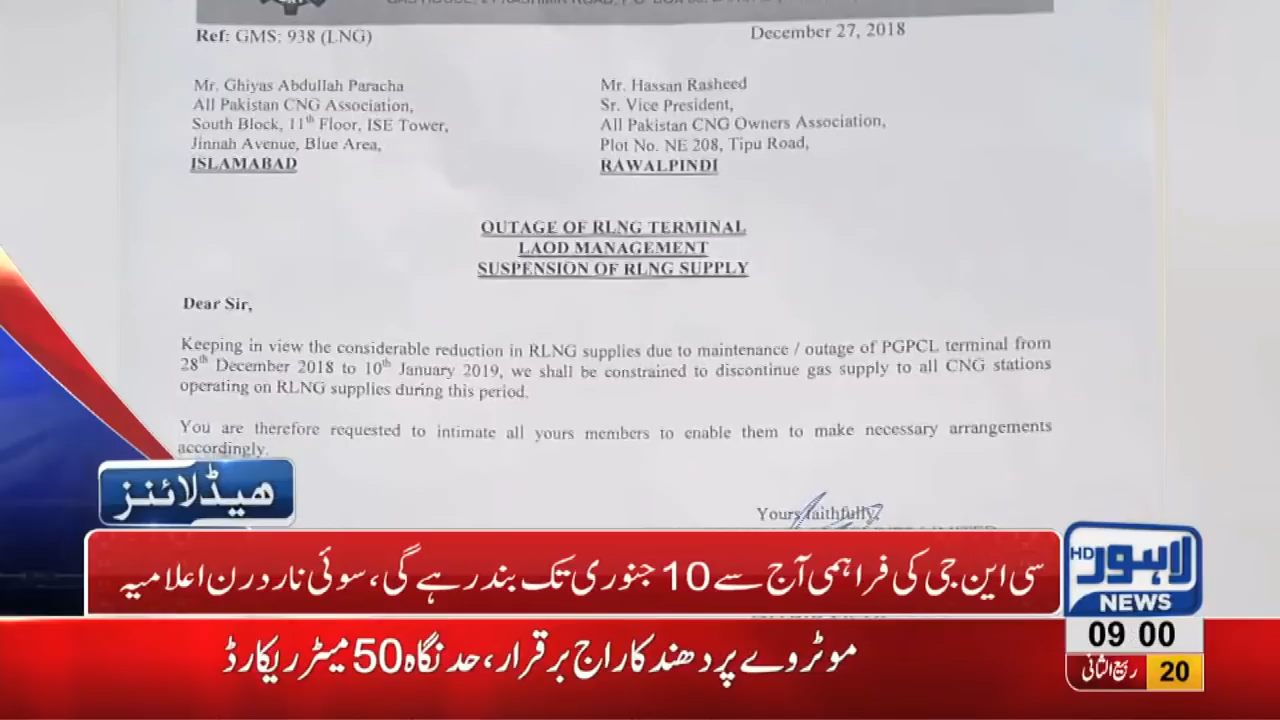 Ref: GMS: 938 (LNG)
December 27, 2018
Mr. Ghiyas Abdullah Paracha
All Pakistan CNG Association,
South Block, 11th Floor, ISE Tower,
Jinnah Avenue, Blue Area,
ISLAMABAD
Mr. Hassan Rasheed
Sr. Vice President,
All Pakistan CNG Owners Association,
Plot No. NE 208, Tipu Road,
RAWALPINDI
OUTAGE OF RLNG TERMINAL
LAOD MANAGEMENT
SUSPENSION OF RLNG SUPPLY
Dear Sir,
Keeping in view the considerable reduction in RLNG supplies due to maintenance / outage of PGPCL terminal from
28th December 2018 to 10th January 2019, we shall be constrained to discontinue gas supply to all CNG stations
operating on RLNG supplies during this period.
You are therefore requested to intimate all yours members to enable them to make necessary arrangements
accordingly.
Yours faithfully,
ھیڈلائنز
سی این جی کی فراہمی آج سے 10 جنوری تک بند رہے گی، سوئی ناردرن اعلامیہ
موٹروے پر دھند کا راج برقرار، حد نگاہ 50 میٹر ریکارڈ
لاہور HD
NEWS
09 00
20 ربیع الثانی